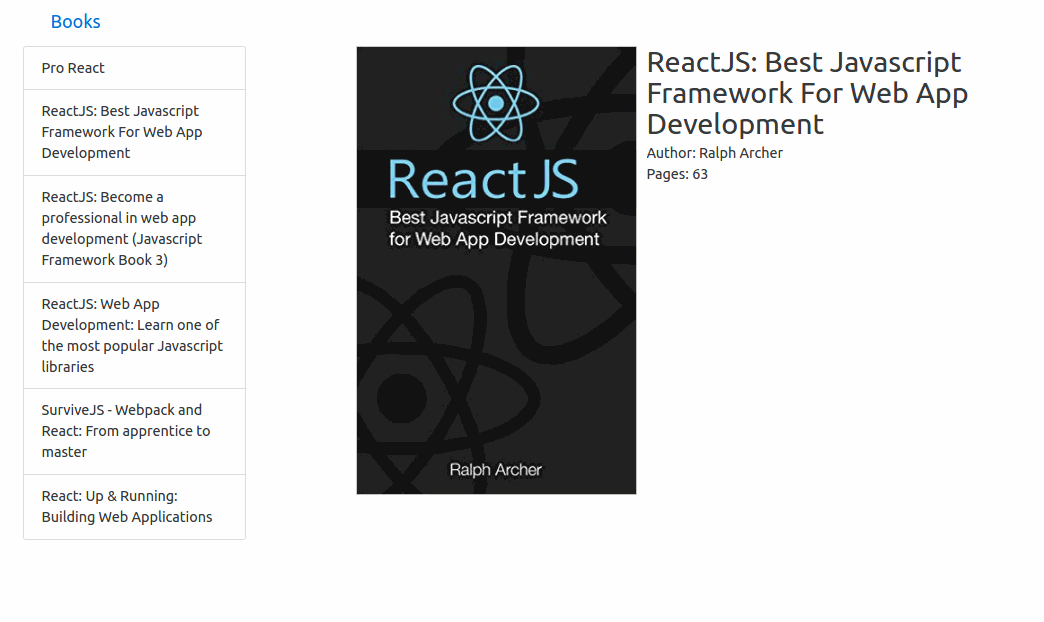 Books
Pro React
ReactJS: Best Javascript
Framework For Web App
Development
ReactJS: Become a
professional in web app
development (Javascript
Framework Book 3)
ReactJS: Web App
Development: Learn one of
the most popular Javascript
libraries
SurviveJS - Webpack and
React: From apprentice to
master
React: Up & Running:
Building Web Applications
React JS
Best Javascript Framework
for Web App Development
Ralph Archer
ReactJS: Best Javascript
Framework For Web App
Development
Author: Ralph Archer
Pages: 63